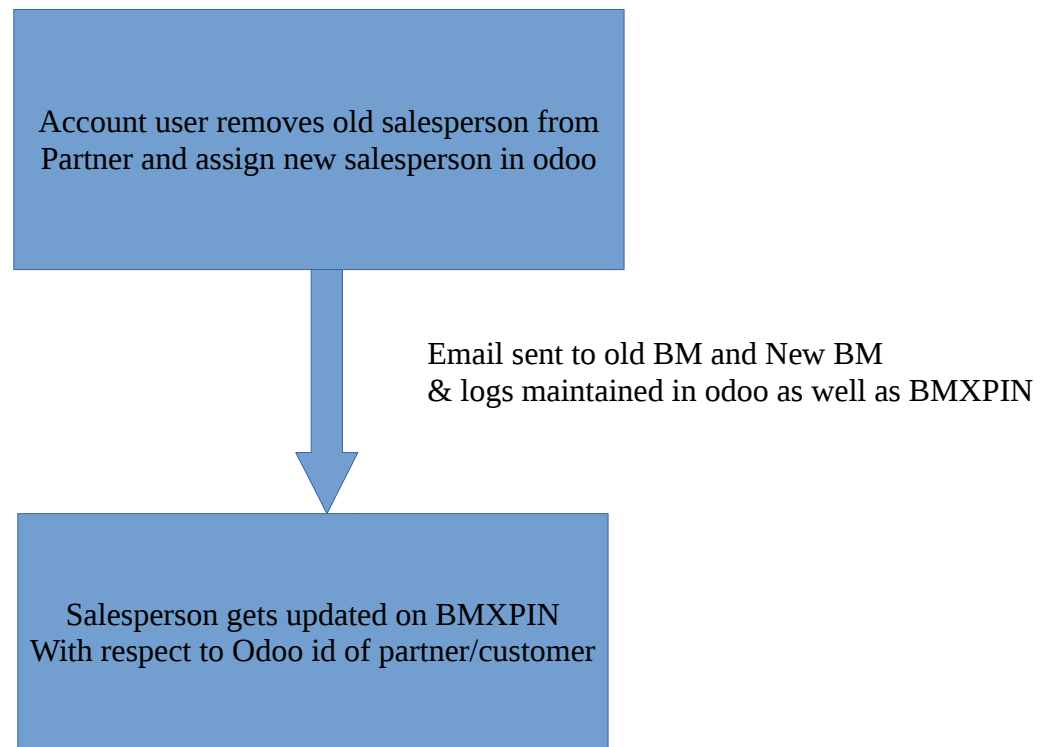 Account user removes old salesperson from
Partner and assign new salesperson in odoo
Email sent to old BM and New BM
& logs maintained in odoo as well as BMXPIN
Salesperson gets updated on BMXPIN
With respect to Odoo id of partner/customer